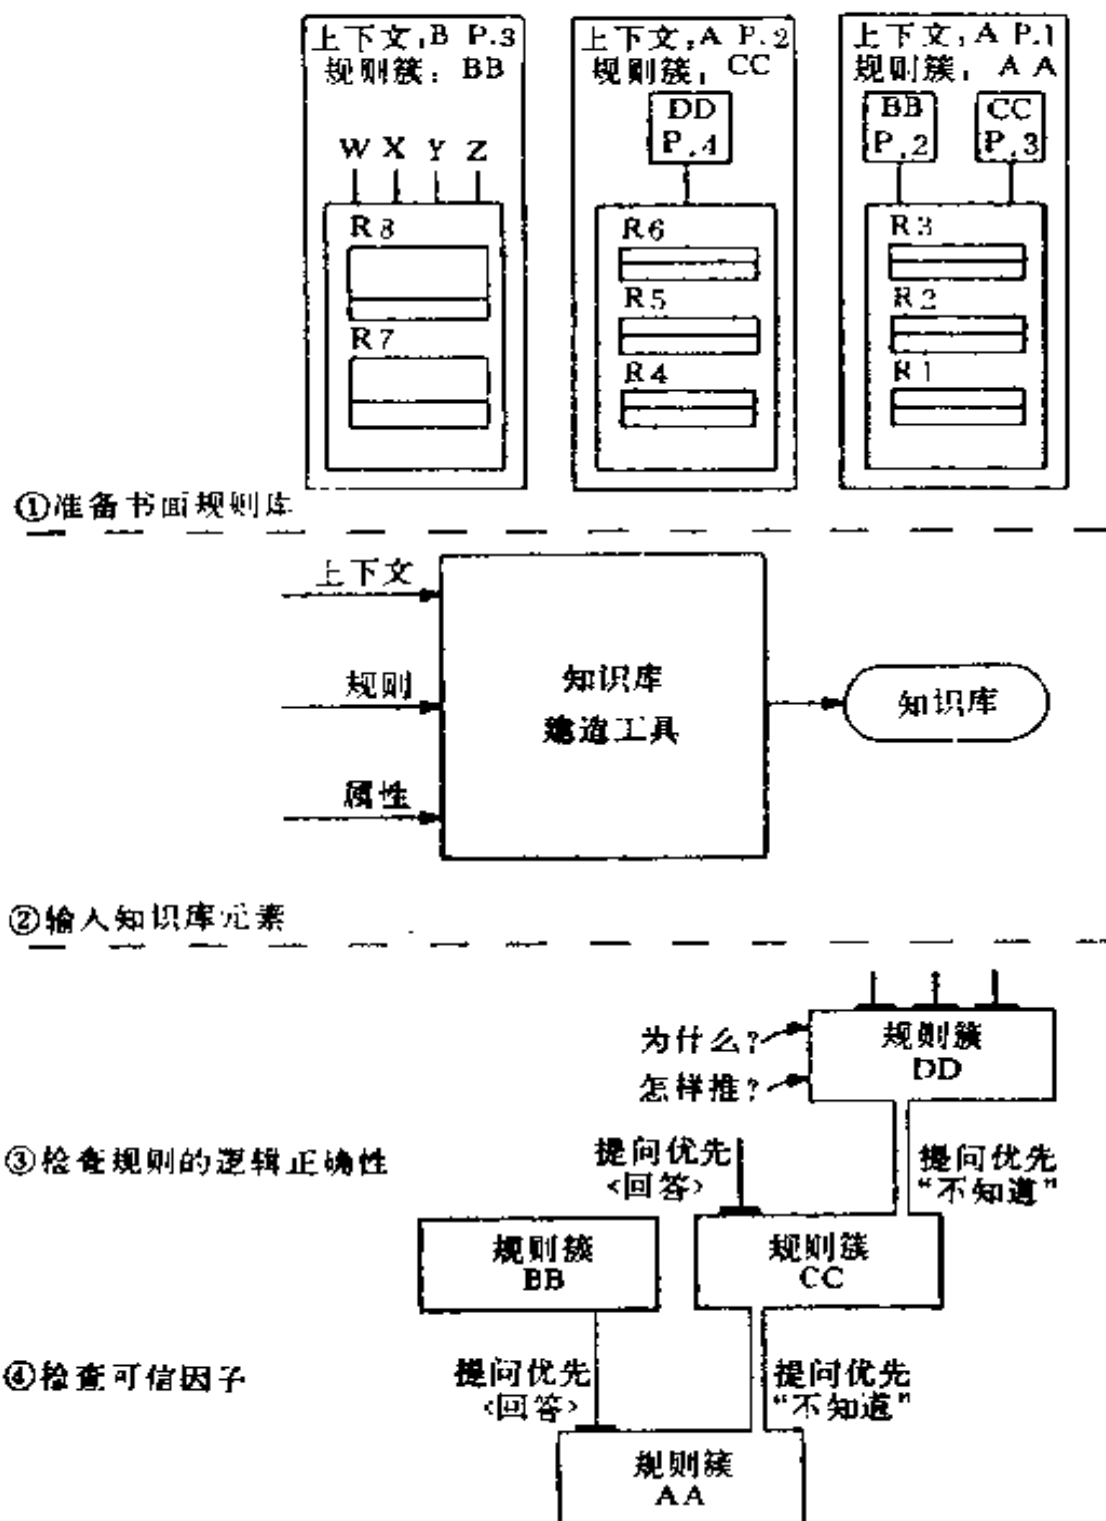 上下文:B P.3
规则簇: BB
W X Y Z
R8
R7
上下文:A P.2
规则簇: CC
DD
P.4
R6
R5
R4
上下文:A P.1
规则簇: AA
BB
P.2
CC
P.3
R3
R2
R1
①准备书面规则库
上下文
规则
属性
知识库
建造工具
知识库
②输入知识库元素
为什么?
怎样推?
规则簇
DD
③检查规则的逻辑正确性
提问优先
<回答>
提问优先
“不知道”
规则簇
BB
规则簇
CC
④检查可信因子
提问优先
<回答>
提问优先
“不知道”
规则簇
AA